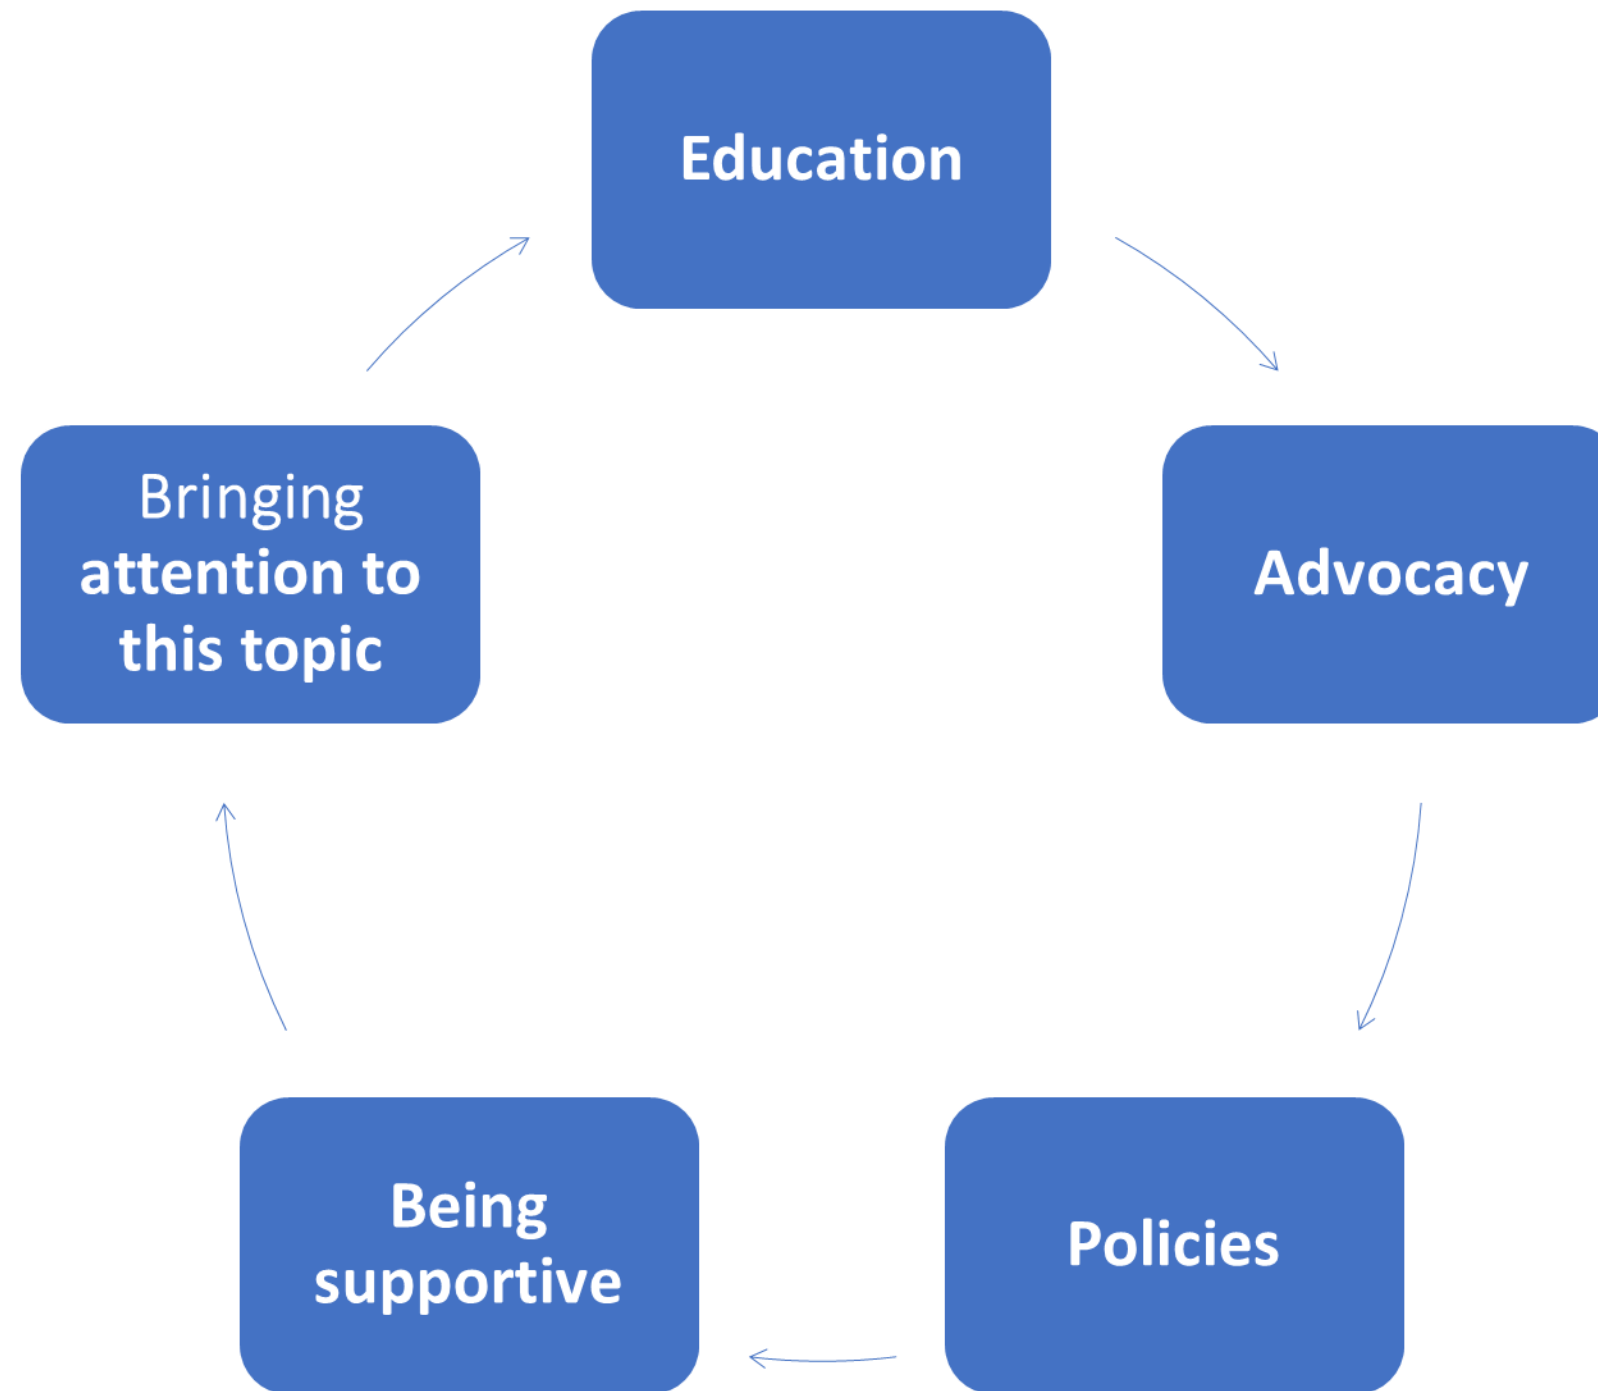 Education
Advocacy
Policies
Being
supportive
Bringing
attention to
this topic